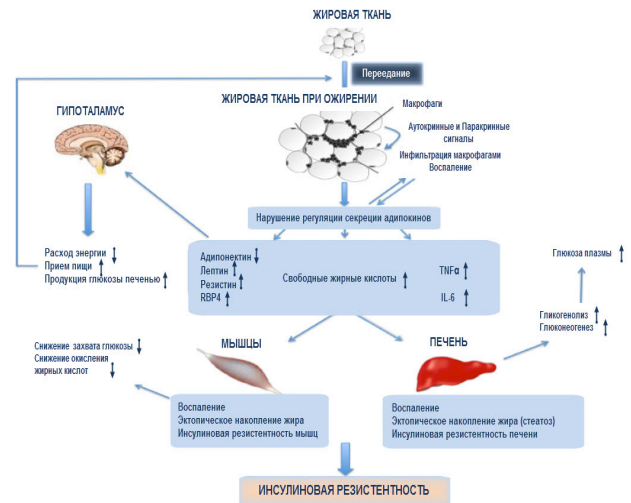 ЖИРОВАЯ ТКАНЬ
Переедание
ЖИРОВАЯ ТКАНЬ ПРИ ОЖИРЕНИИ
Макрофаги
ГИПОТАЛАМУС
Аутокринные и Паракринные
сигналы
Инфильтрация макрофагами
Воспаление
Нарушение регуляции секреции адипокинов
Расход энергии
Прием пищи
Продукция глюкозы печенью
Адипонектин
Лептин
Резистин
RBP4
Свободные жирные кислоты
TNFα
IL-6
Глюкоза плазмы
Гликогенолиз
Глюконеогенез
Снижение захвата глюкозы
Снижение окисления
жирных кислот
МЫШЦЫ
ПЕЧЕНЬ
Воспаление
Эктопическое накопление жира
Инсулиновая резистентность мышц
Воспаление
Эктопическое накопление жира (стеатоз)
Инсулиновая резистентность печени
ИНСУЛИНОВАЯ РЕЗИСТЕНТНОСТЬ